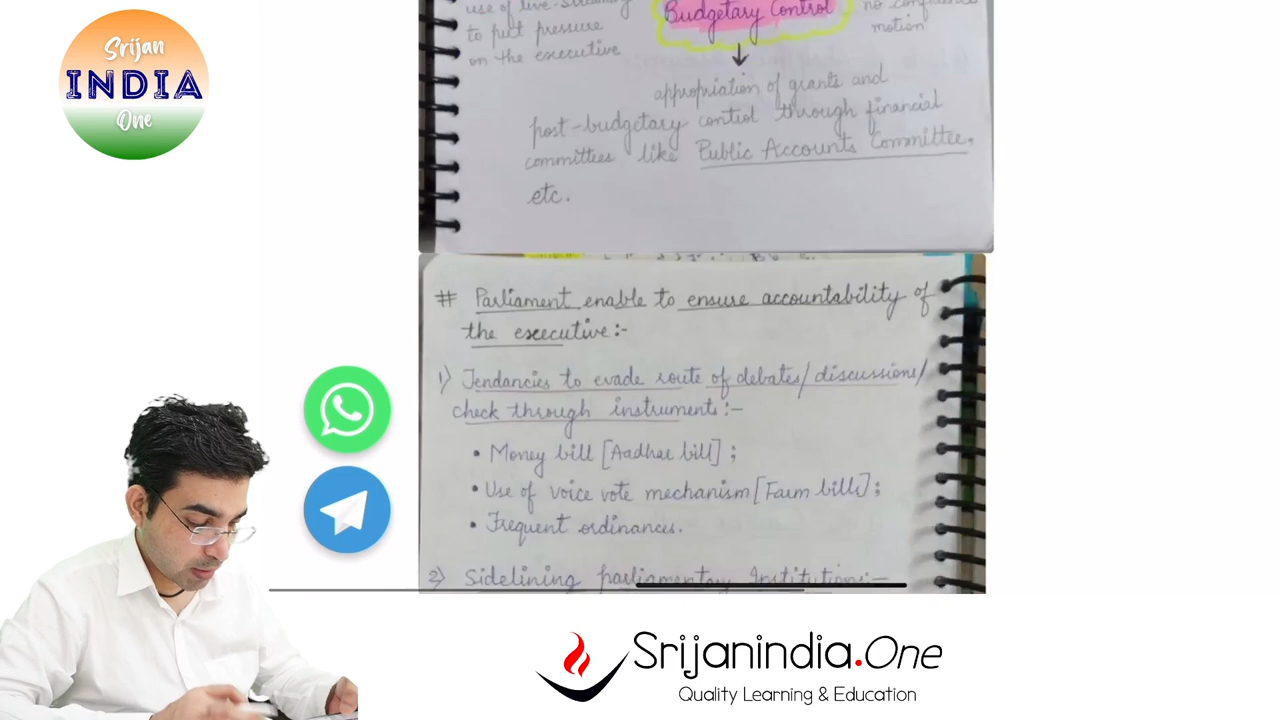 Srijan
INDIA
One
use of live-streaming
to put pressure
on the executive
Budgetary Control
no confidence
motion
appropriation of grants and
post-budgetary control through financial
committees like Public Accounts Committee,
etc.
# Parliament enable to ensure accountability of
the executive:-
1) Tendancies to evade route of debates/discussions/
check through instruments:-
• Money bill [Aadhar bill];
• Use of voice vote mechanism [Farm bills];
• Frequent ordinances.
2) Sidelining parliamentary Institutions:-
Srijanindia.One
Quality Learning & Education